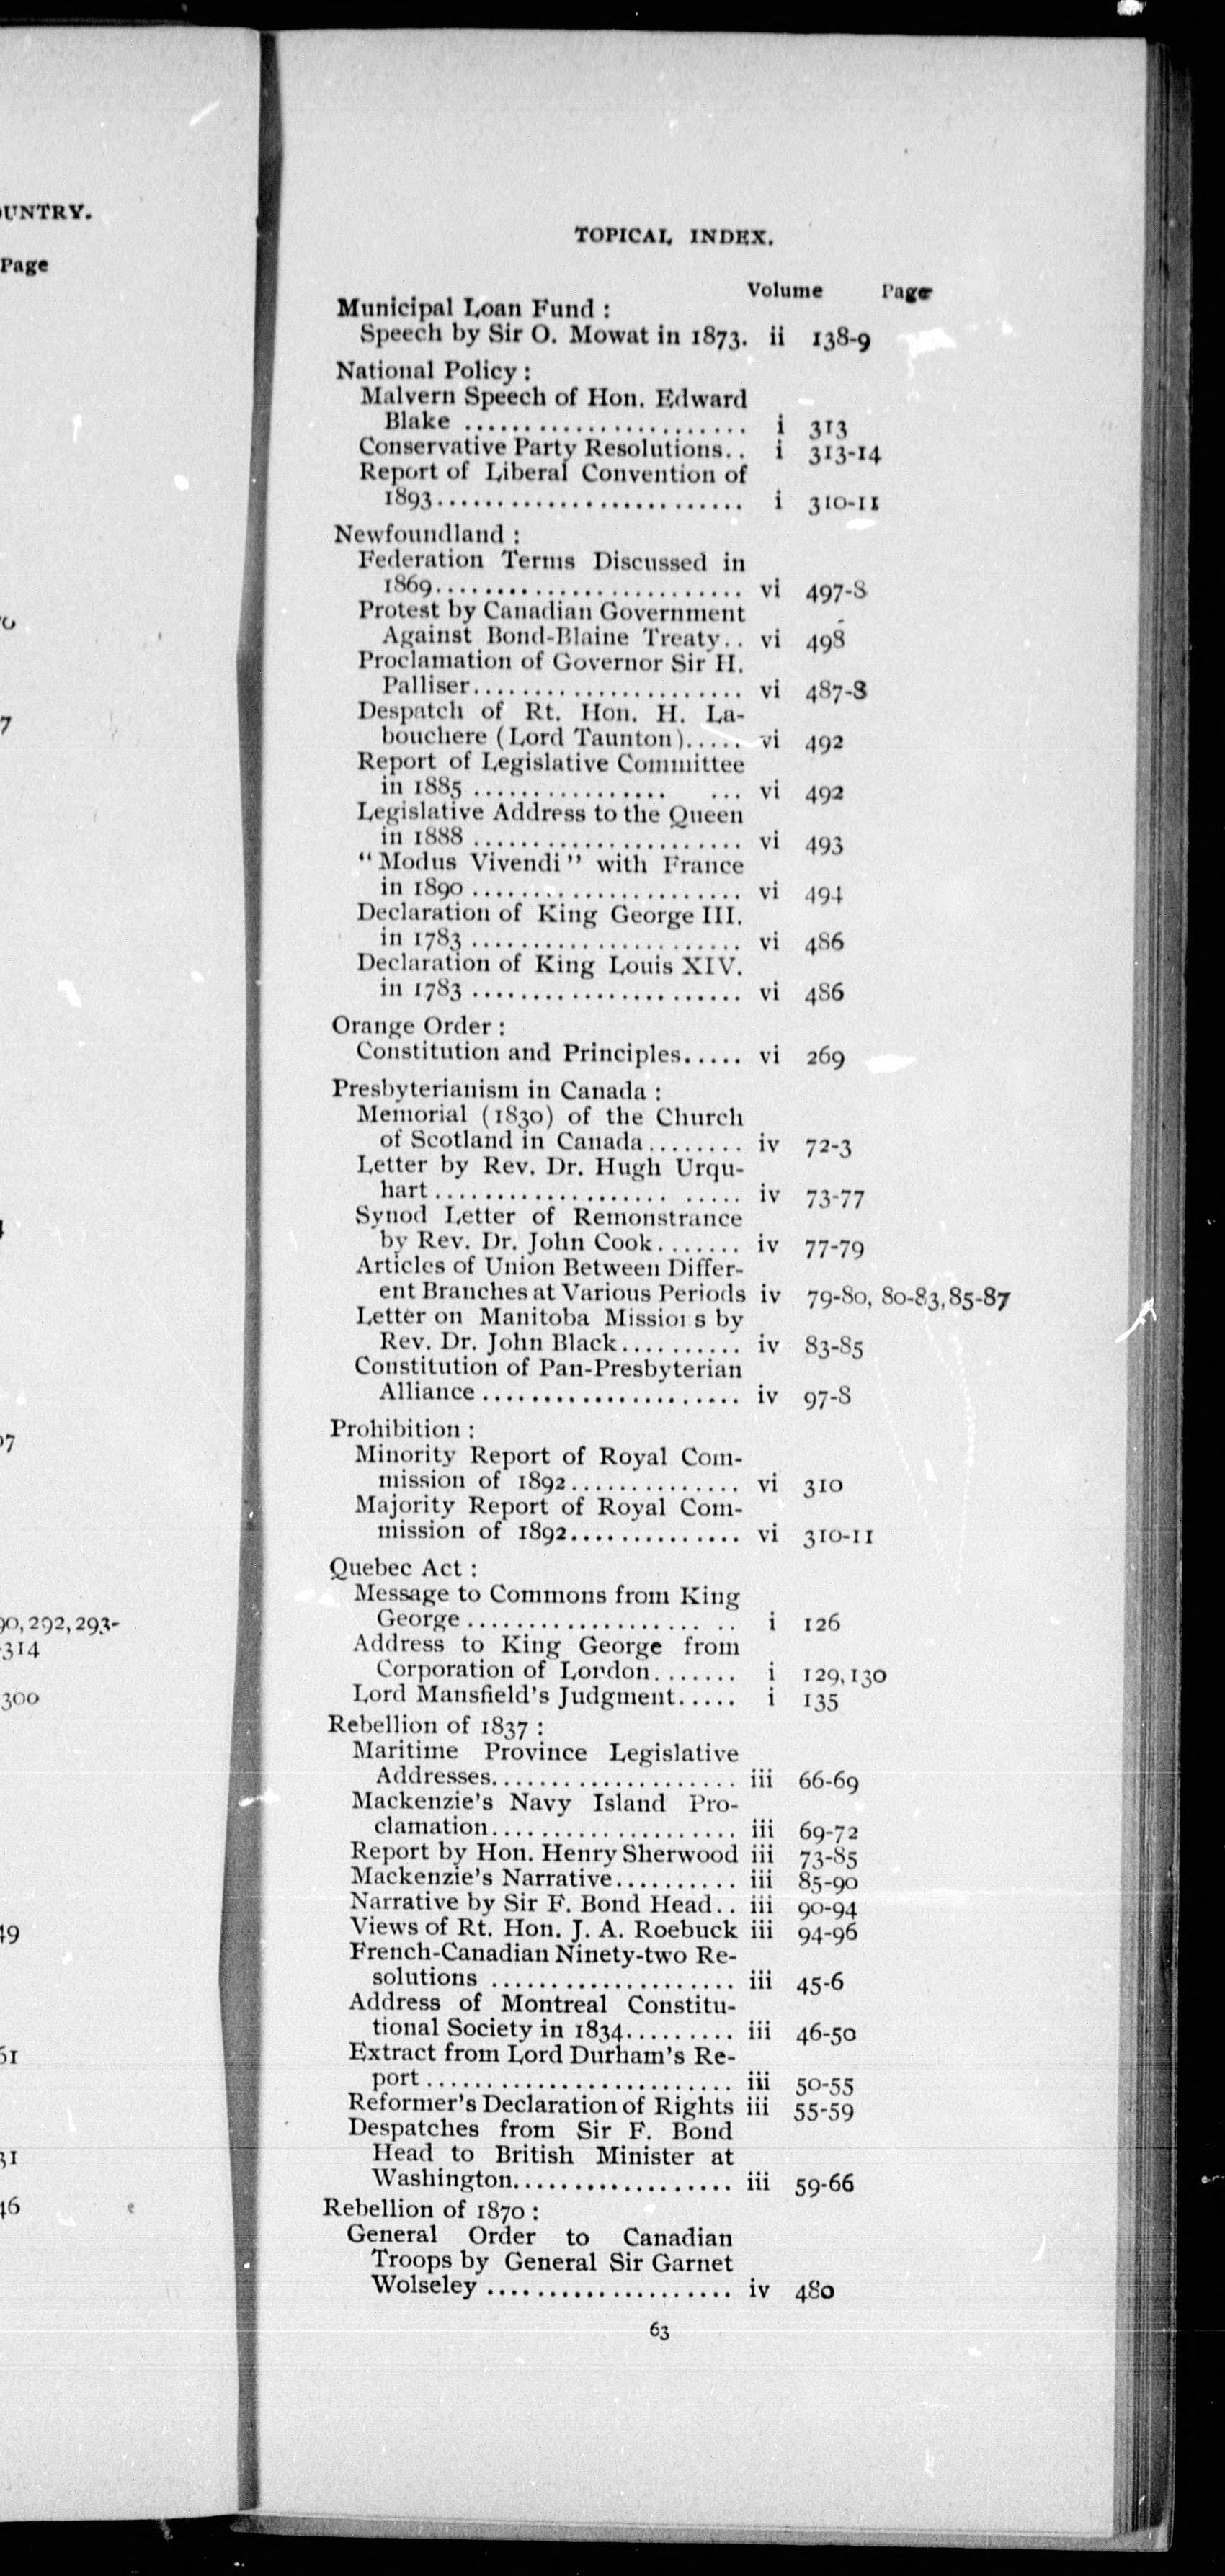 OUNTRY.
Page
7
07
90, 292, 293-
-314
300
49
61
31
46
TOPICAL INDEX.
Volume Page
Municipal Loan Fund :
Speech by Sir O. Mowat in 1873. ii 138-9
National Policy :
Malvern Speech of Hon. Edward
Blake ........................ i 313
Conservative Party Resolutions.. i 313-14
Report of Liberal Convention of
1893.......................... i 310-11
Newfoundland :
Federation Terms Discussed in
1869.......................... vi 497-8
Protest by Canadian Government
Against Bond-Blaine Treaty.. vi 498
Proclamation of Governor Sir H.
Palliser....................... vi 487-8
Despatch of Rt. Hon. H. La-
bouchere (Lord Taunton)..... vi 492
Report of Legislative Committee
in 1885 ................ ... vi 492
Legislative Address to the Queen
in 1888 ....................... vi 493
"Modus Vivendi" with France
in 1890 ....................... vi 494
Declaration of King George III.
in 1783 ....................... vi 486
Declaration of King Louis XIV.
in 1783 ....................... vi 486
Orange Order :
Constitution and Principles..... vi 269
Presbyterianism in Canada :
Memorial (1830) of the Church
of Scotland in Canada........ iv 72-3
Letter by Rev. Dr. Hugh Urqu-
hart ................... ..... iv 73-77
Synod Letter of Remonstrance
by Rev. Dr. John Cook....... iv 77-79
Articles of Union Between Differ-
ent Branches at Various Periods iv 79-80, 80-83, 85-87
Letter on Manitoba Missions by
Rev. Dr. John Black.......... iv 83-85
Constitution of Pan-Presbyterian
Alliance ...................... iv 97-8
Prohibition :
Minority Report of Royal Com-
mission of 1892.............. vi 310
Majority Report of Royal Com-
mission of 1892.............. vi 310-11
Quebec Act :
Message to Commons from King
George ................... .. i 126
Address to King George from
Corporation of London....... i 129, 130
Lord Mansfield's Judgment..... i 135
Rebellion of 1837 :
Maritime Province Legislative
Addresses.................... iii 66-69
Mackenzie's Navy Island Pro-
clamation.................... iii 69-72
Report by Hon. Henry Sherwood iii 73-85
Mackenzie's Narrative.......... iii 85-90
Narrative by Sir F. Bond Head.. iii 90-94
Views of Rt. Hon. J. A. Roebuck iii 94-96
French-Canadian Ninety-two Re-
solutions .................... iii 45-6
Address of Montreal Constitu-
tional Society in 1834......... iii 46-50
Extract from Lord Durham's Re-
port .......................... iii 50-55
Reformer's Declaration of Rights iii 55-59
Despatches from Sir F. Bond
Head to British Minister at
Washington.................. iii 59-66
Rebellion of 1870 :
General Order to Canadian
Troops by General Sir Garnet
Wolseley .................... iv 480
63